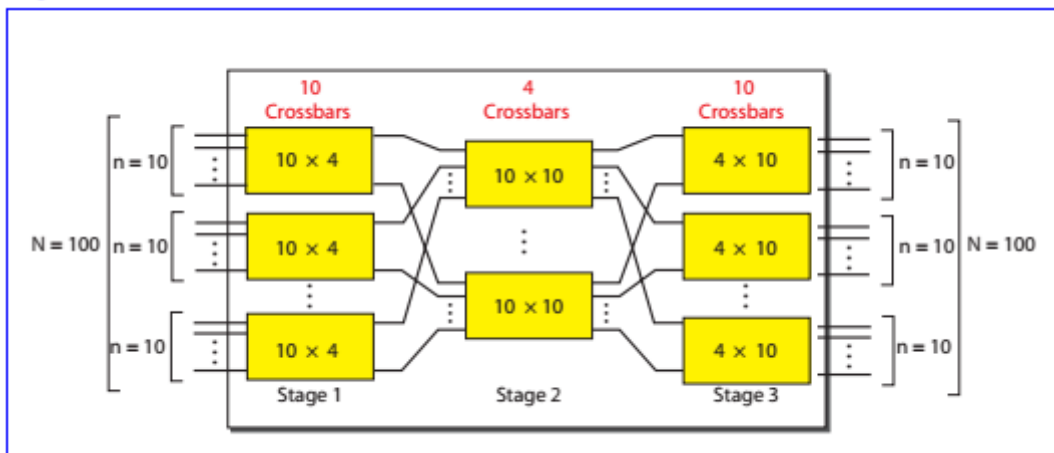 10 Crossbars
4 Crossbars
10 Crossbars
n = 10
10 × 4
10 × 10
4 × 10
n = 10
N = 100
n = 10
10 × 4
4 × 10
n = 10
N = 100
10 × 10
n = 10
10 × 4
4 × 10
n = 10
Stage 1
Stage 2
Stage 3